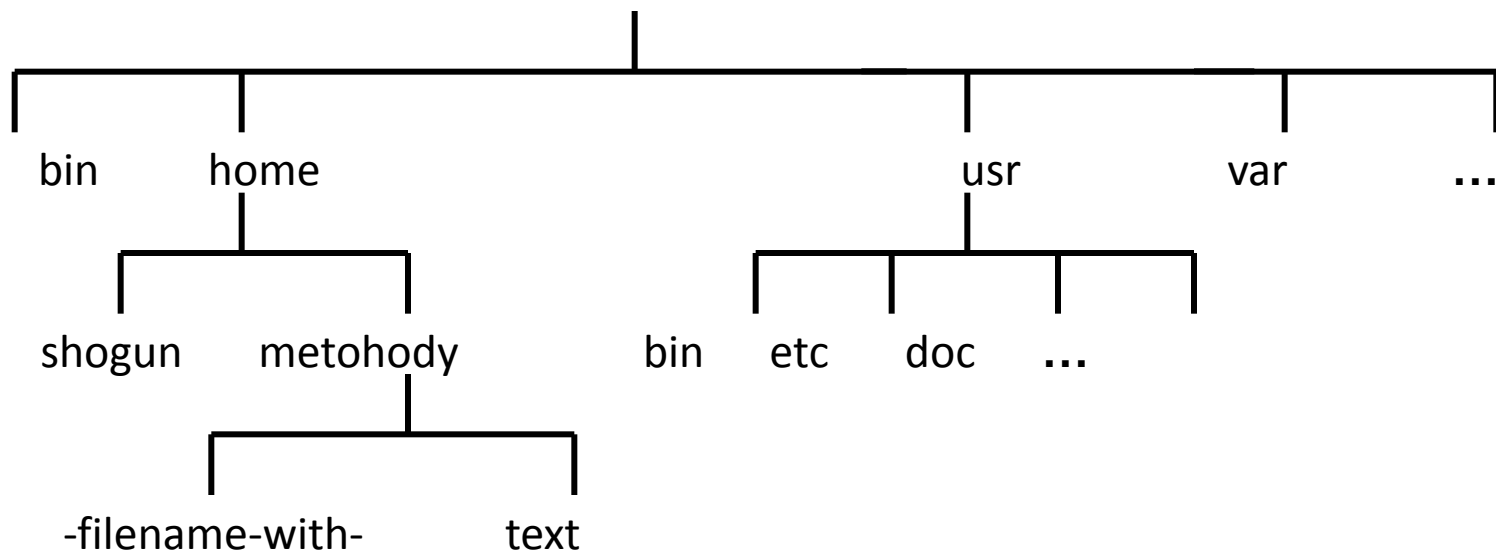 bin home usr var ...
shogun metohody bin etc doc ...
-filename-with- text